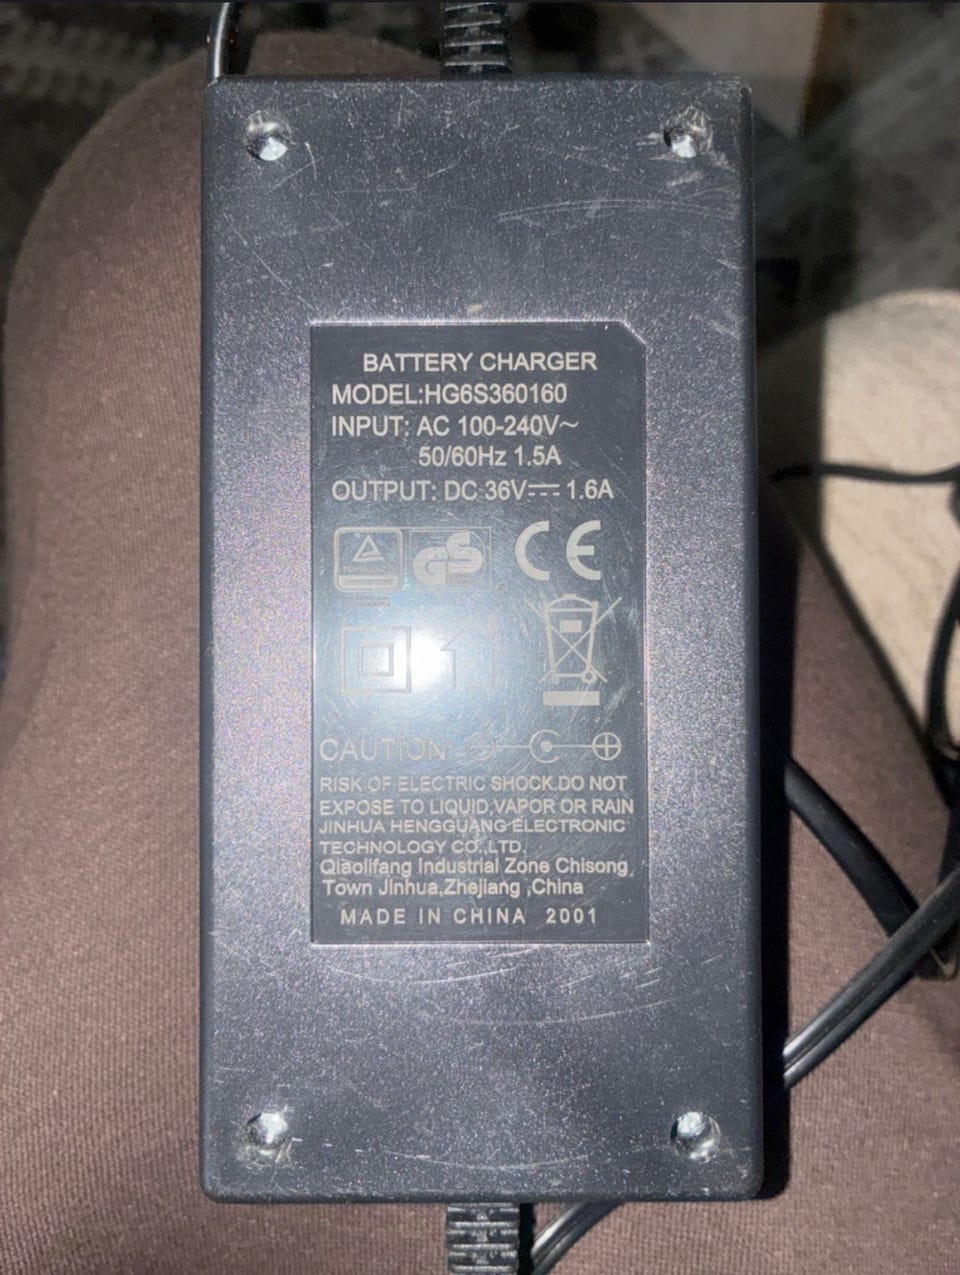 BATTERY CHARGER
MODEL:HG6S360160
INPUT: AC 100-240V~
50/60Hz 1.5A
OUTPUT: DC 36V⎓1.6A
GS
CE
CAUTION:
RISK OF ELECTRIC SHOCK.DO NOT
EXPOSE TO LIQUID,VAPOR OR RAIN
JINHUA HENGGUANG ELECTRONIC
TECHNOLOGY CO.,LTD.
Qiaolifang Industrial Zone Chisong
Town Jinhua,Zhejiang ,China
MADE IN CHINA 2001